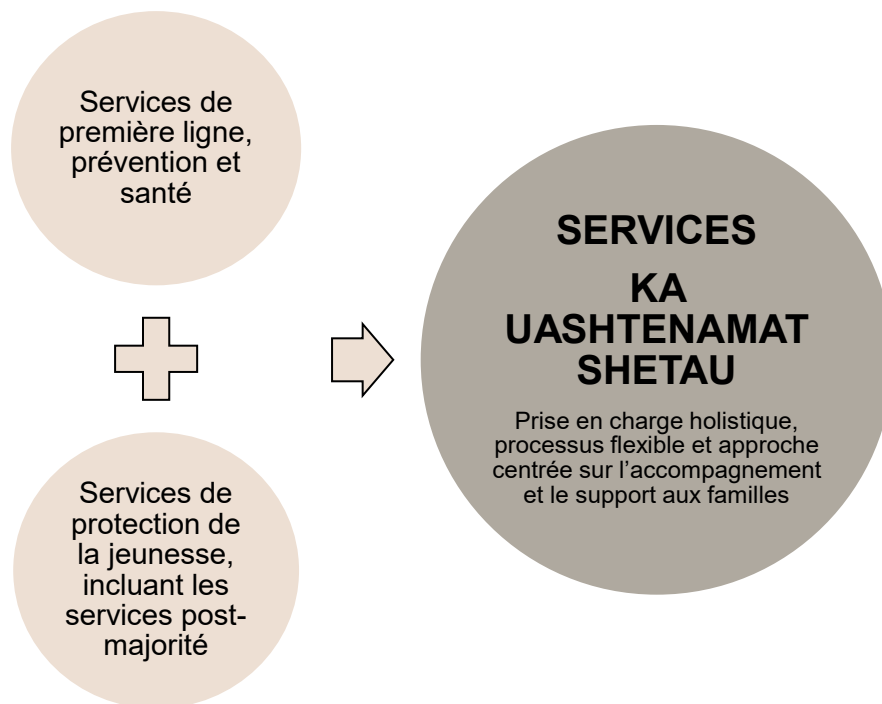 Services de
première ligne,
prévention et
santé
Services de
protection de
la jeunesse,
incluant les
services post-
majorité
SERVICES
KA
UASHTENAMAT
SHETAU
Prise en charge holistique,
processus flexible et approche
centrée sur l’accompagnement
et le support aux familles